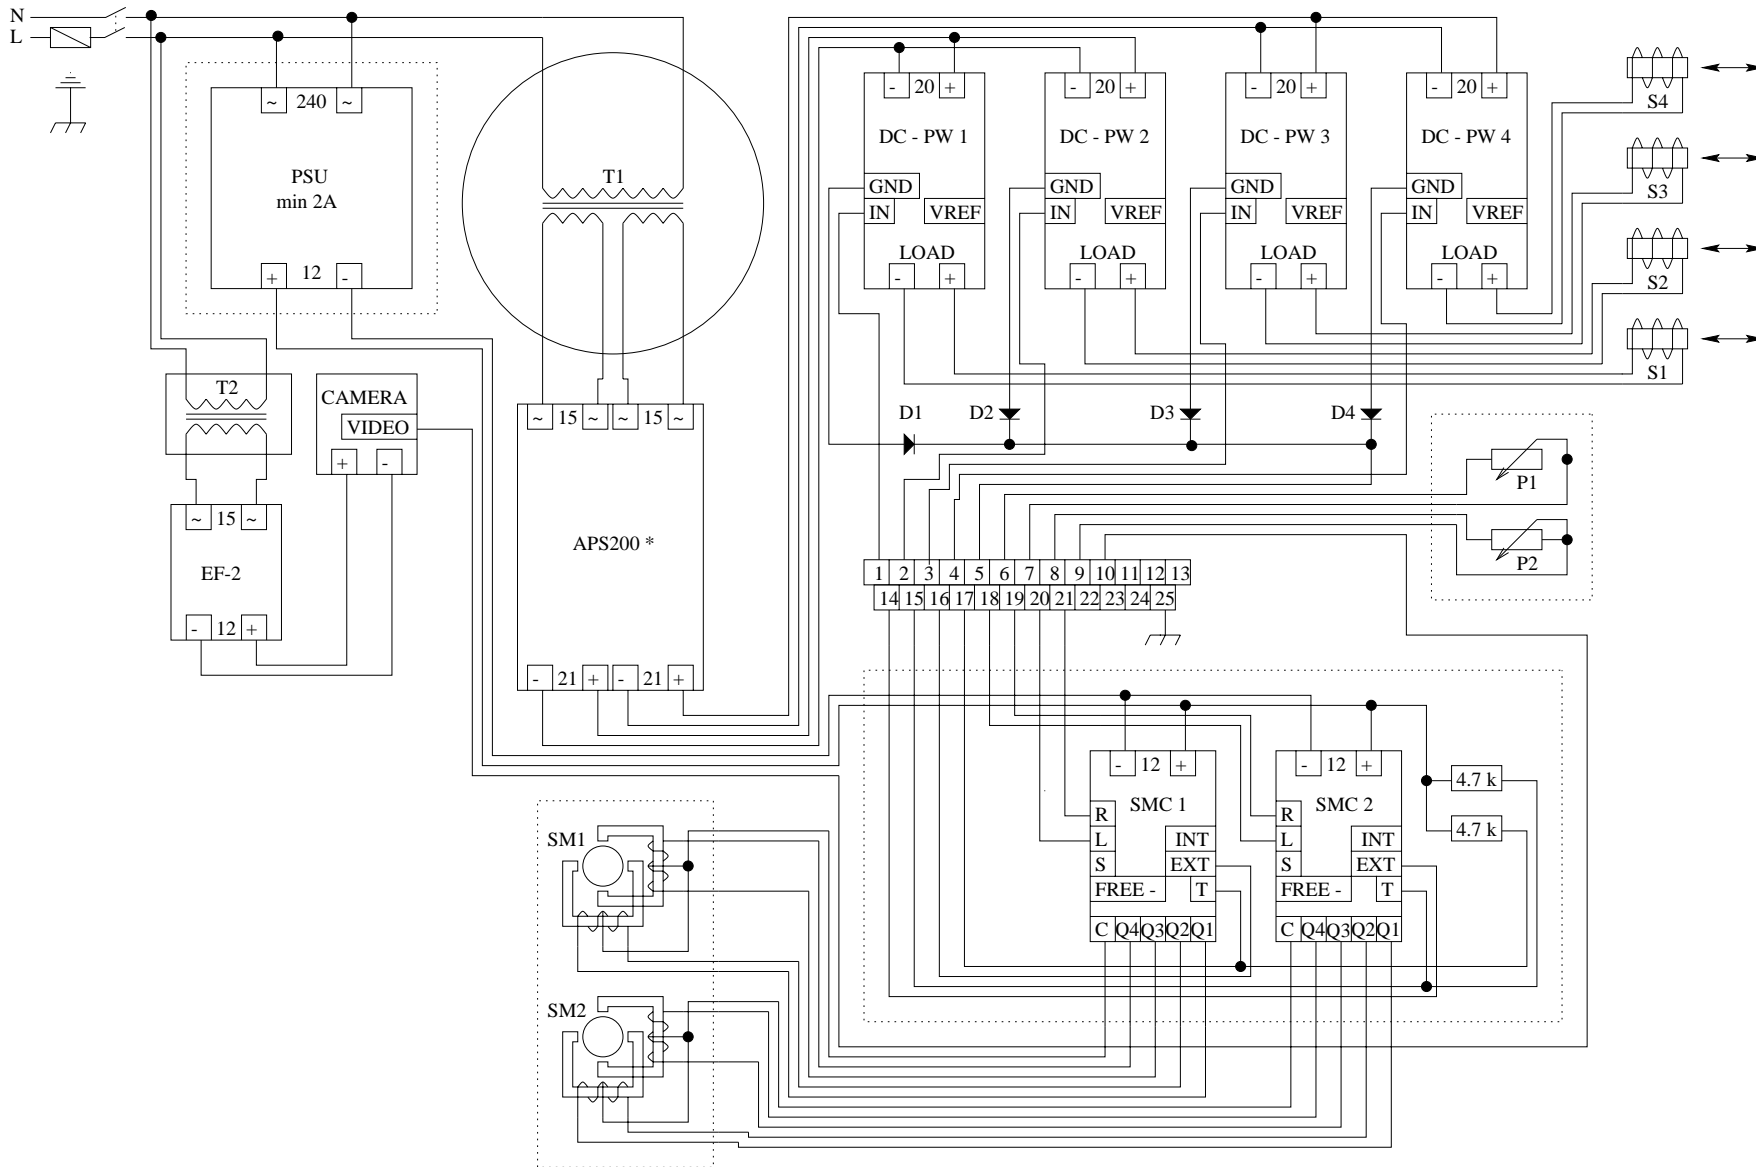 N
L
~ 240 ~
PSU
min 2A
+ 12 -
T1
T2
CAMERA
VIDEO
+ -
~ 15 ~
EF-2
- 12 +
~ 15 ~ ~ 15 ~
APS200 *
- 21 + - 21 +
- 20 +
DC - PW 1
GND
IN
VREF
LOAD
- +
- 20 +
DC - PW 2
GND
IN
VREF
LOAD
- +
- 20 +
DC - PW 3
GND
IN
VREF
LOAD
- +
- 20 +
DC - PW 4
GND
IN
VREF
LOAD
- +
S4
S3
S2
S1
D1
D2
D3
D4
P1
P2
1 2 3 4 5 6 7 8 9 10 11 12 13
14 15 16 17 18 19 20 21 22 23 24 25
- 12 +
SMC 1
R
L
S
INT
EXT
FREE - T
C Q4 Q3 Q2 Q1
- 12 +
SMC 2
R
L
S
INT
EXT
FREE - T
C Q4 Q3 Q2 Q1
4.7 k
4.7 k
SM1
SM2